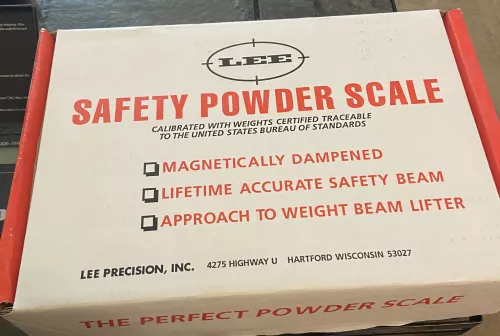 LEE
SAFETY POWDER SCALE
CALIBRATED WITH WEIGHTS CERTIFIED TRACEABLE
TO THE UNITED STATES BUREAU OF STANDARDS
MAGNETICALLY DAMPENED
LIFETIME ACCURATE SAFETY BEAM
APPROACH TO WEIGHT BEAM LIFTER
LEE PRECISION, INC. 4275 HIGHWAY U HARTFORD WISCONSIN 53027
THE PERFECT POWDER SCALE